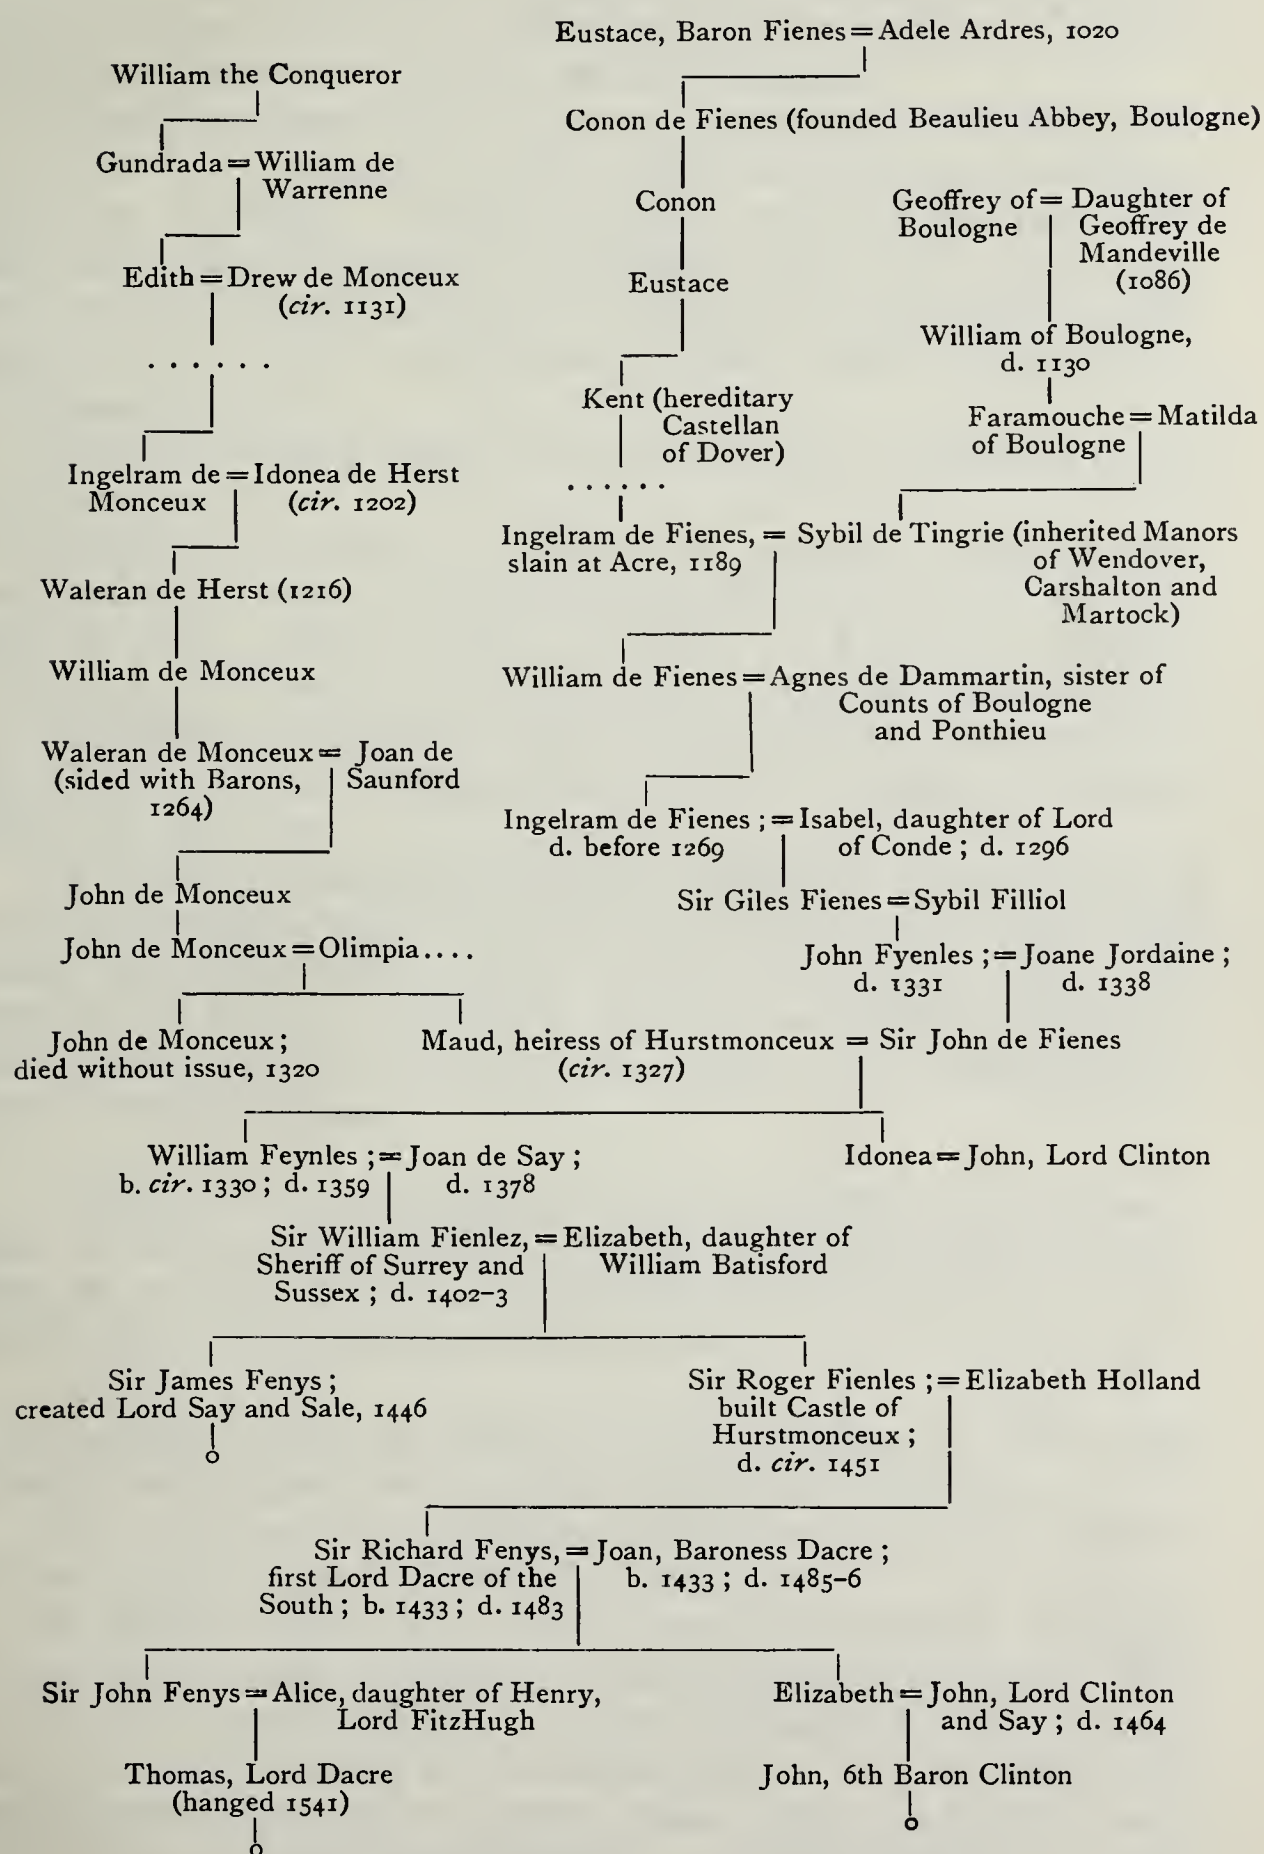 Eustace, Baron Fienes = Adele Ardres, 1020
William the Conqueror
Conon de Fienes (founded Beaulieu Abbey, Boulogne)
Gundrada = William de
Warrenne
Conon
Geoffrey of = Daughter of
Boulogne Geoffrey de
Mandeville
(1086)
Edith = Drew de Monceux
(cir. 1131)
Eustace
William of Boulogne,
d. 1130
. . . . . .
Kent (hereditary
Castellan
of Dover)
Faramouche = Matilda
of Boulogne
Ingelram de = Idonea de Herst
Monceux (cir. 1202)
. . . . . .
Ingelram de Fienes, = Sybil de Tingrie (inherited Manors
slain at Acre, 1189 of Wendover,
Carshalton and
Martock)
Waleran de Herst (1216)
William de Monceux
William de Fienes = Agnes de Dammartin, sister of
Counts of Boulogne
and Ponthieu
Waleran de Monceux = Joan de
(sided with Barons, Saunford
1264)
Ingelram de Fienes ; = Isabel, daughter of Lord
d. before 1269 of Conde ; d. 1296
John de Monceux
Sir Giles Fienes = Sybil Filliol
John de Monceux = Olimpia....
John Fyenles ; = Joane Jordaine ;
d. 1331 d. 1338
John de Monceux ;
died without issue, 1320
Maud, heiress of Hurstmonceux = Sir John de Fienes
(cir. 1327)
William Feynles ; = Joan de Say ;
b. cir. 1330 ; d. 1359 d. 1378
Idonea = John, Lord Clinton
Sir William Fienlez, = Elizabeth, daughter of
Sheriff of Surrey and William Batisford
Sussex ; d. 1402-3
Sir James Fenys ;
created Lord Say and Sale, 1446
Sir Roger Fienles ; = Elizabeth Holland
built Castle of
Hurstmonceux ;
d. cir. 1451
Sir Richard Fenys, = Joan, Baroness Dacre ;
first Lord Dacre of the b. 1433 ; d. 1485-6
South ; b. 1433 ; d. 1483
Sir John Fenys = Alice, daughter of Henry,
Lord FitzHugh
Elizabeth = John, Lord Clinton
and Say ; d. 1464
Thomas, Lord Dacre
(hanged 1541)
John, 6th Baron Clinton